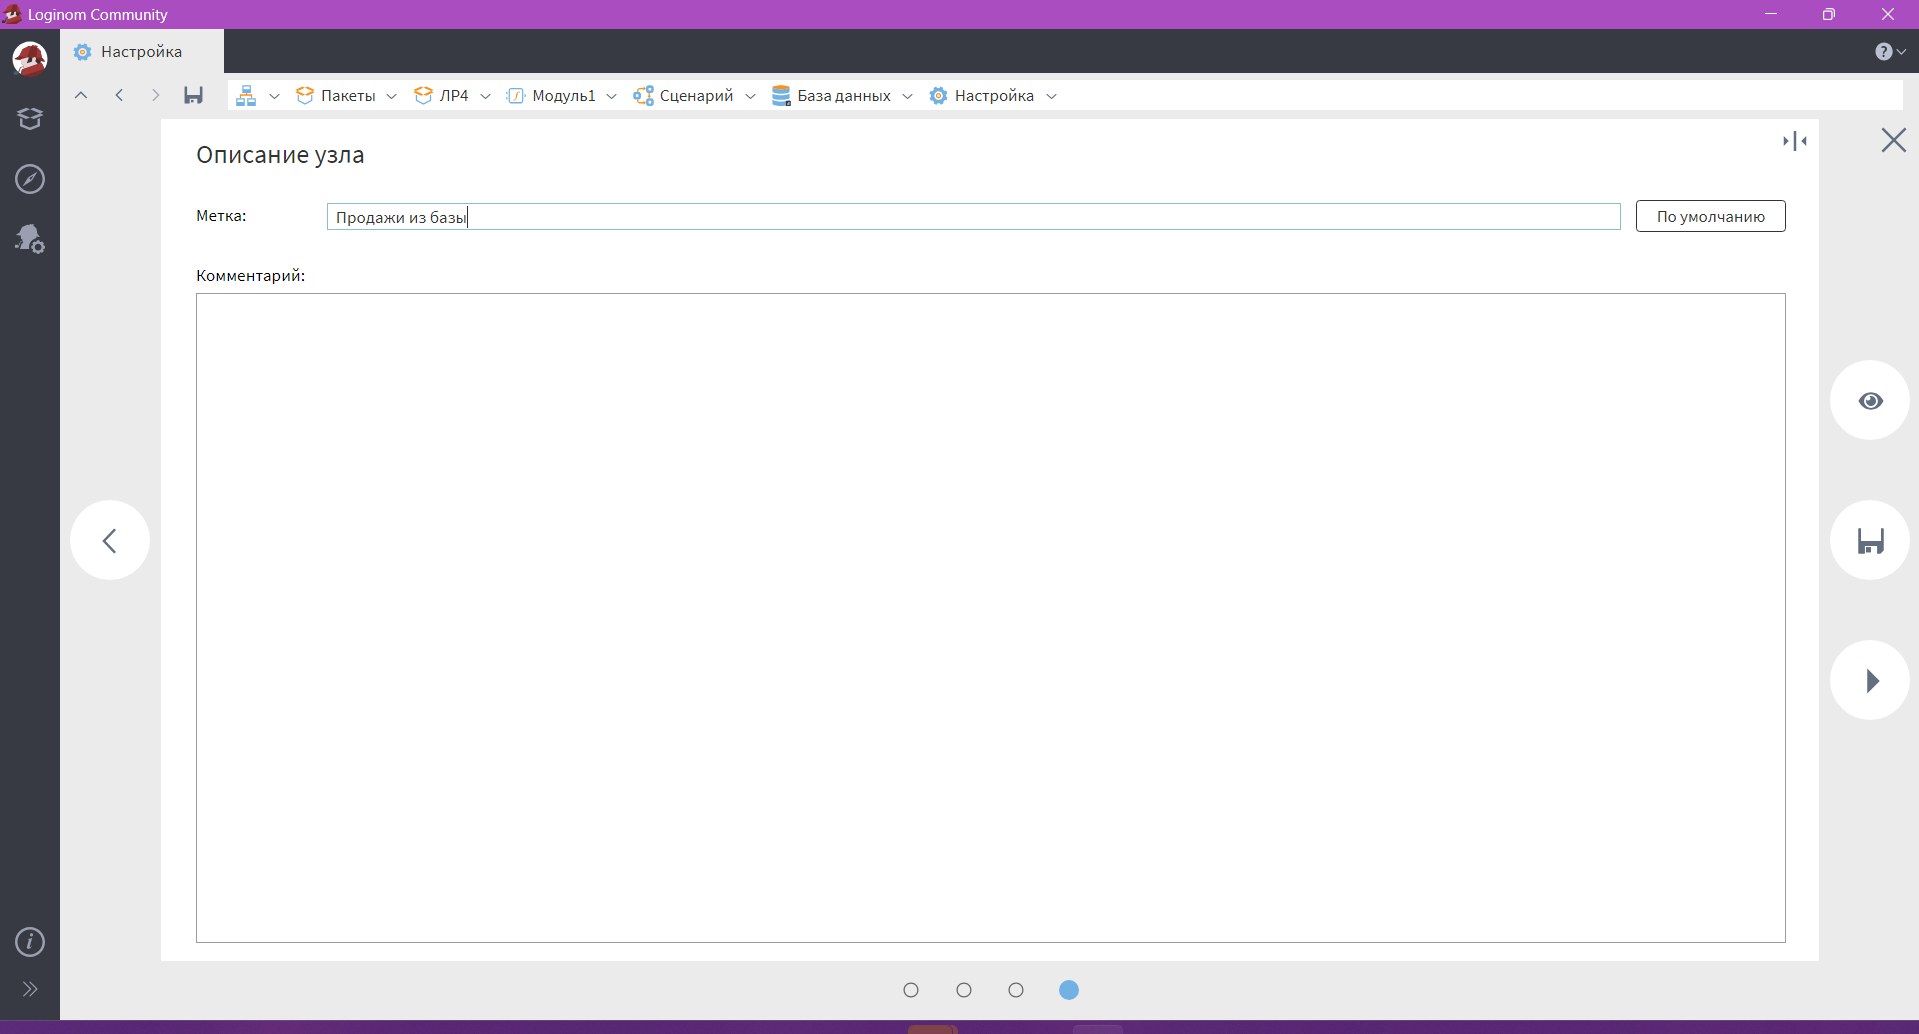 Loginom Community
Настройка
Пакеты ЛР4 Модуль1 Сценарий База данных Настройка
Описание узла
Метка: Продажи из базы По умолчанию
Комментарий: